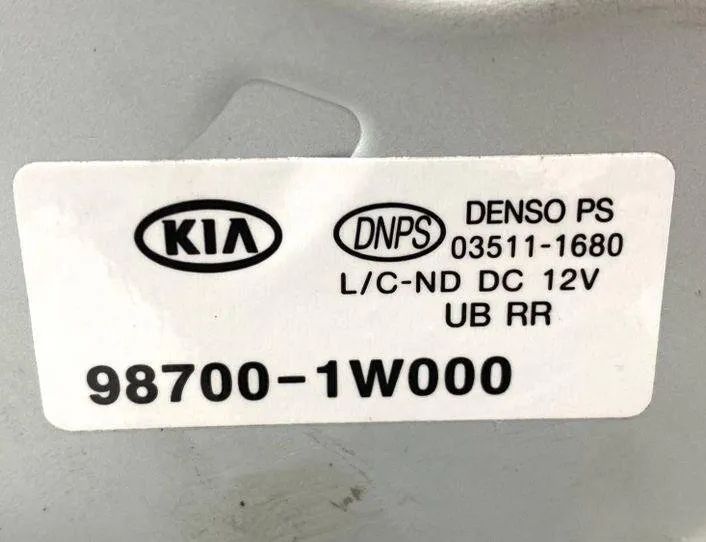 KIA
DNPS
DENSO PS
03511-1680
L/C-ND DC 12V
UB RR
98700-1W000